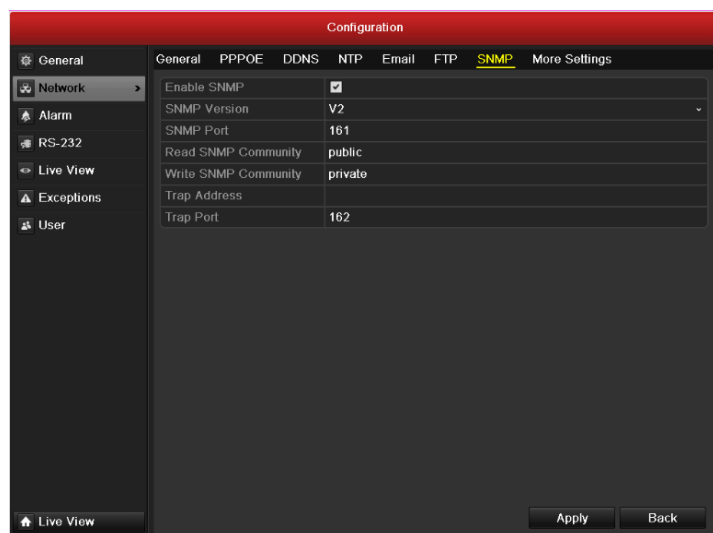 Configuration
General
Network
Alarm
RS-232
Live View
Exceptions
User
Live View
General PPPOE DDNS NTP Email FTP SNMP More Settings
Enable SNMP
SNMP Version V2
SNMP Port 161
Read SNMP Community public
Write SNMP Community private
Trap Address
Trap Port 162
Apply Back